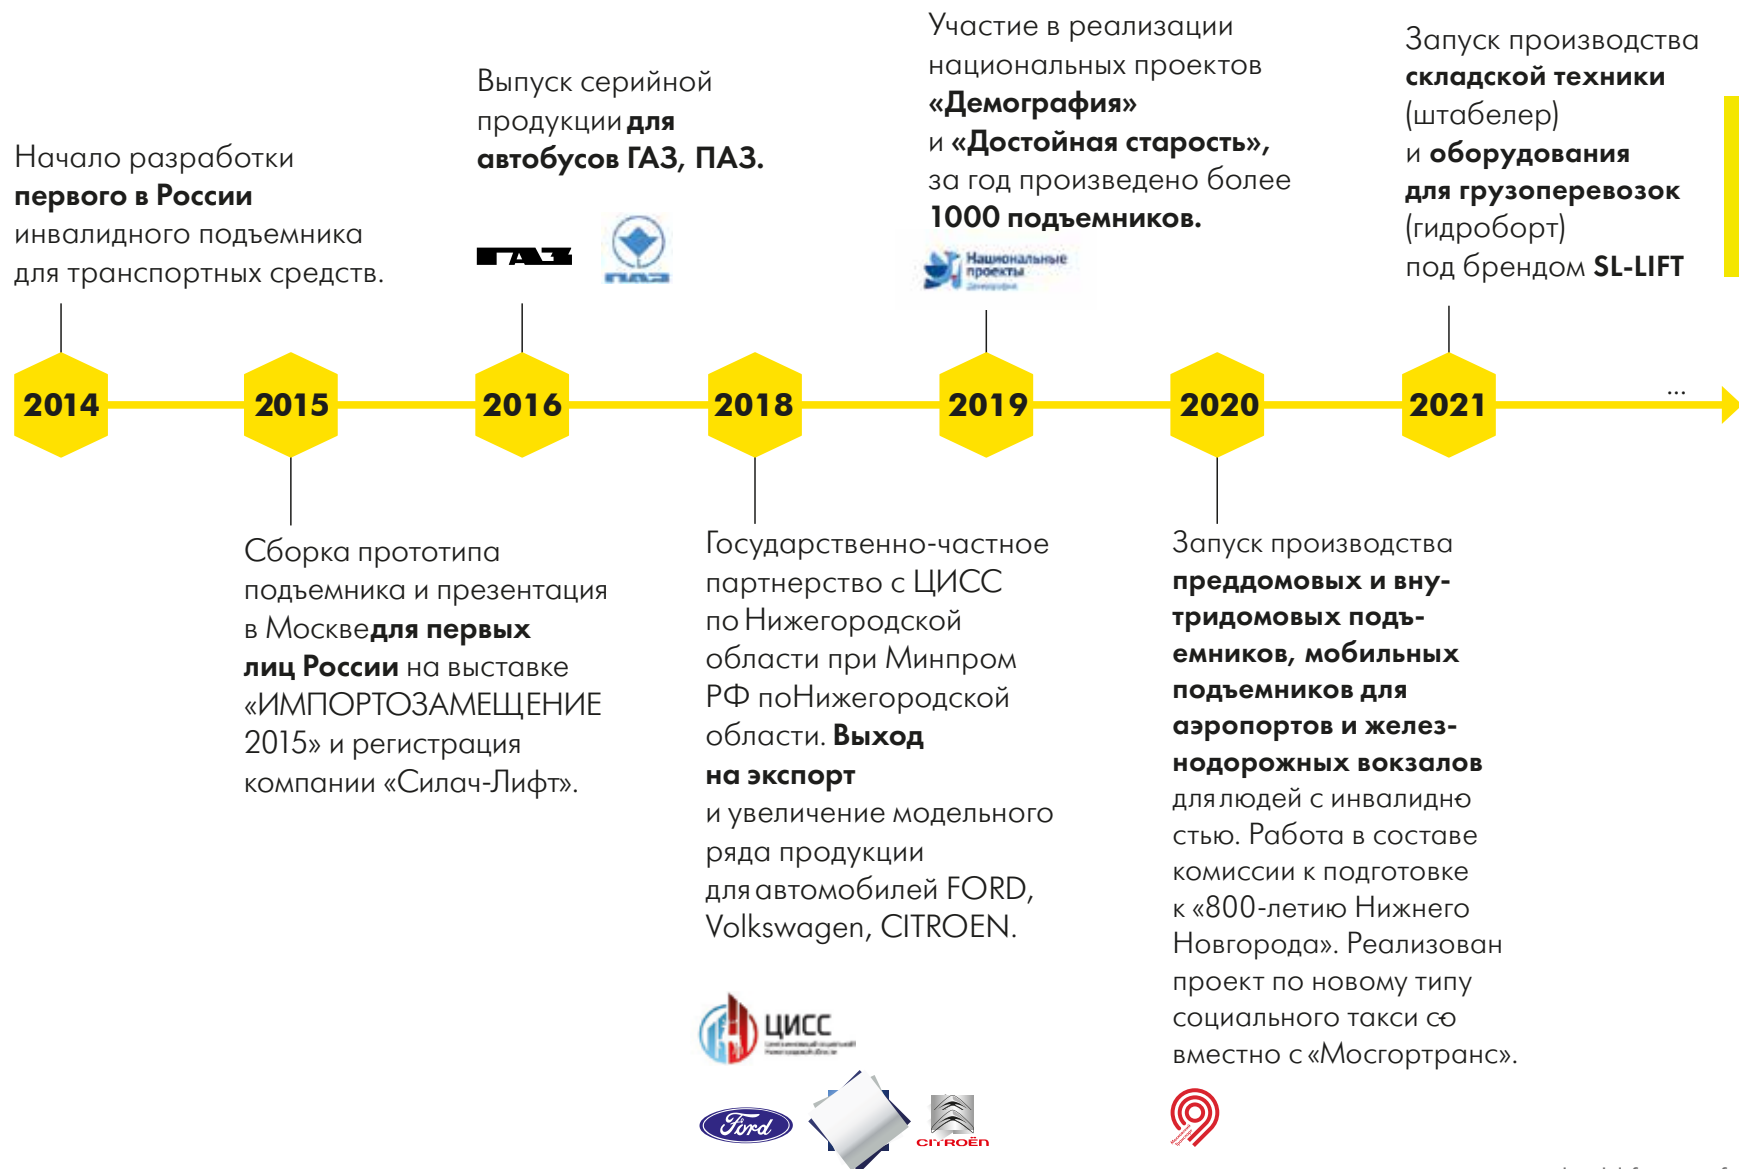 Начало разработки
первого в России
инвалидного подъемника
для транспортных средств.
Выпуск серийной
продукции для
автобусов ГАЗ, ПАЗ.
ГАЗ
ПАЗ
Участие в реализации
национальных проектов
«Демография»
и «Достойная старость»,
за год произведено более
1000 подъемников.
Национальные
проекты
Демография
Запуск производства
складской техники
(штабелер)
и оборудования
для грузоперевозок
(гидроборт)
под брендом SL-LIFT
2014
2015
2016
2018
2019
2020
2021
...
Сборка прототипа
подъемника и презентация
в Москведля первых
лиц России на выставке
«ИМПОРТОЗАМЕЩЕНИЕ
2015» и регистрация
компании «Силач-Лифт».
Государственно-частное
партнерство с ЦИСС
по Нижегородской
области при Минпром
РФ поНижегородской
области. Выход
на экспорт
и увеличение модельного
ряда продукции
для автомобилей FORD,
Volkswagen, CITROEN.
ЦИСС
Ford
CITROËN
Запуск производства
преддомовых и вну-
тридомовых подъ-
емников, мобильных
подъемников для
аэропортов и желез-
нодорожных вокзалов
для людей с инвалидно-
стью. Работа в составе
комиссии к подготовке
к «800-летию Нижнего
Новгорода». Реализован
проект по новому типу
социального такси со-
вместно с «Мосгортранс».